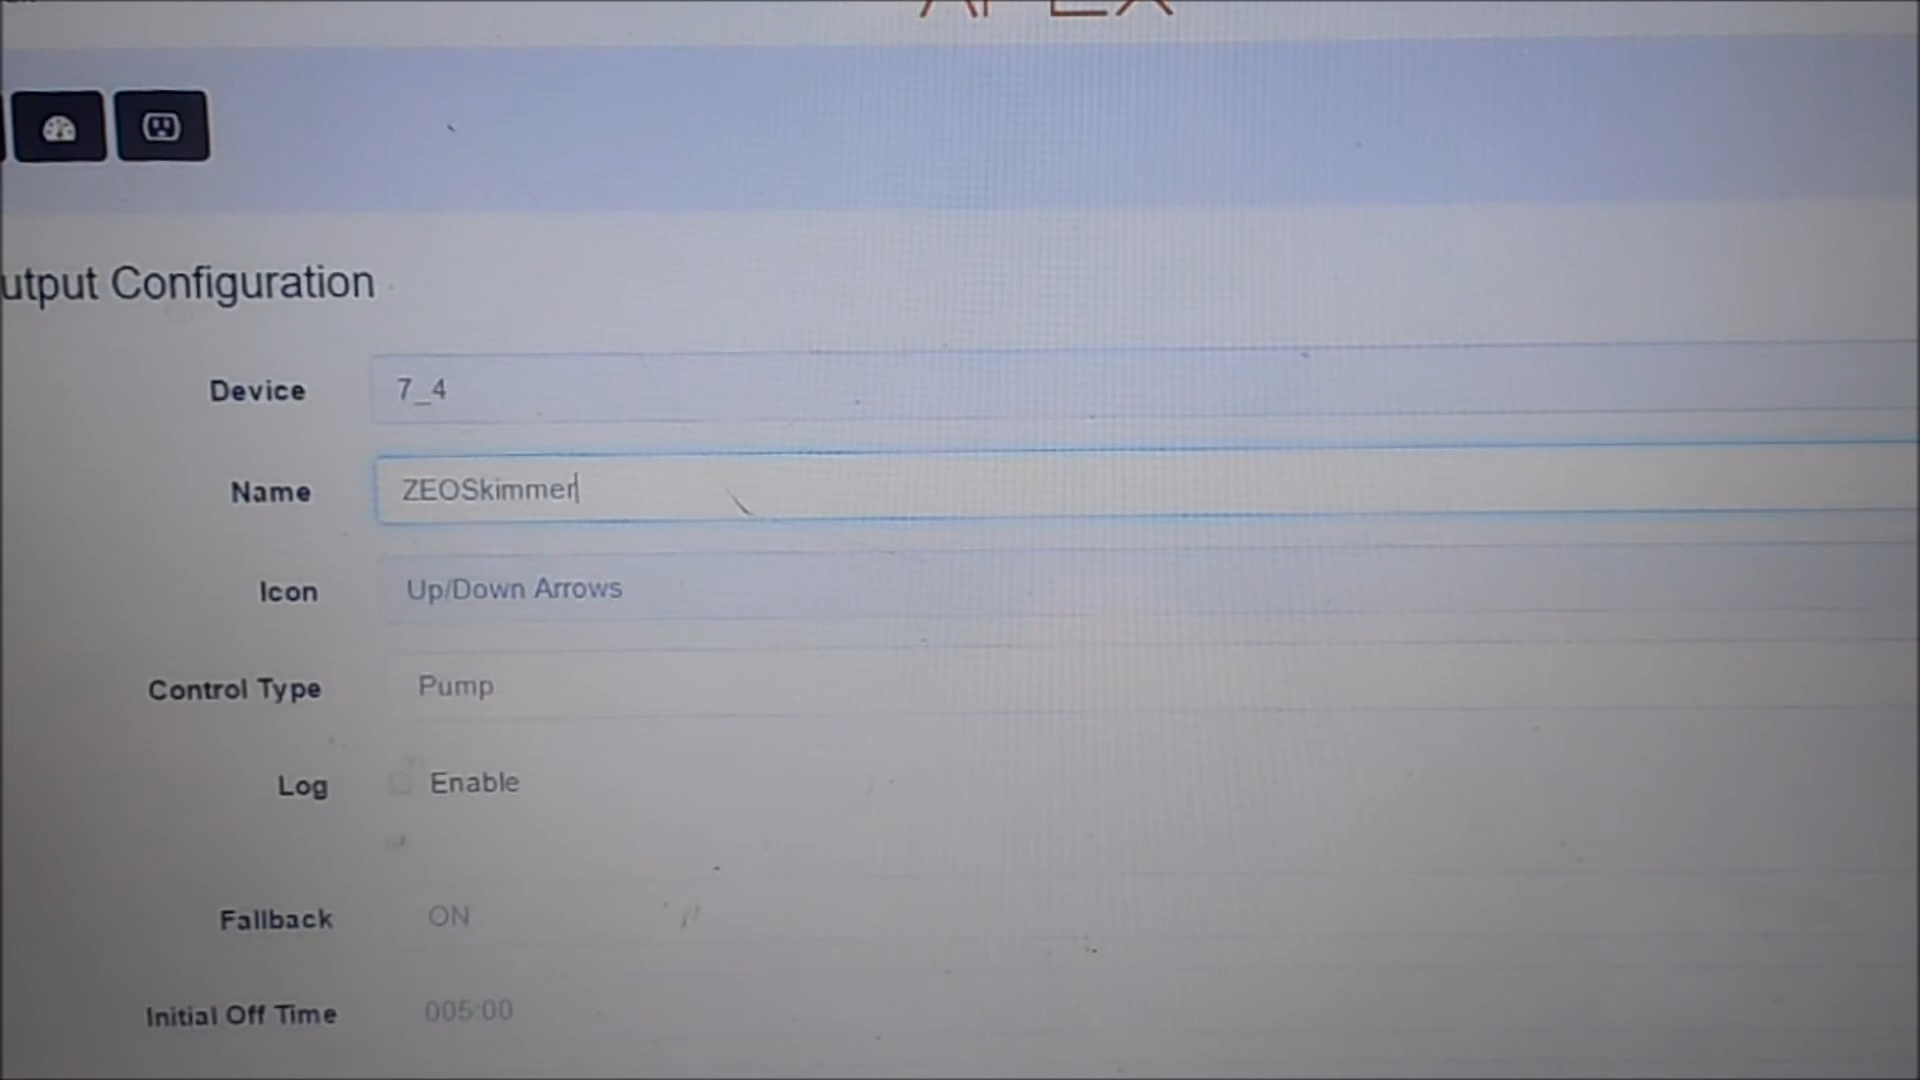 APEX
utput Configuration
Device 7_4
Name ZEOSkimmer
Icon Up/Down Arrows
Control Type Pump
Log Enable
Fallback ON
Initial Off Time 005:00